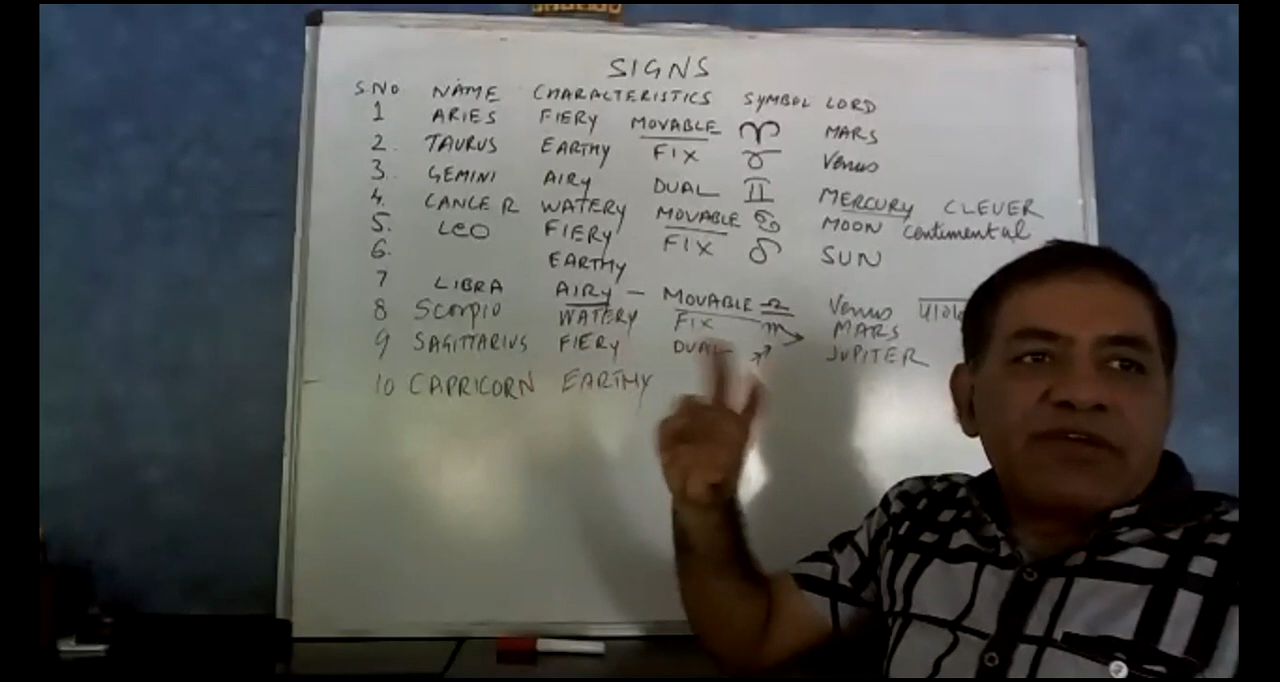 SIGNS
S.NO NAME CHARACTERISTICS SYMBOL LORD
1 ARIES FIERY MOVABLE ♈ MARS
2. TAURUS EARTHY FIX ♉ Venus
3. GEMINI AIRY DUAL ♊ MERCURY CLEVER
4. CANCER WATERY MOVABLE ♋ MOON Centimental
5. LEO FIERY FIX ♌ SUN
6. EARTHY
7 LIBRA AIRY - MOVABLE ♎ Venus
8 Scorpio WATERY FIX ♏ MARS
9 SAGITTARIUS FIERY DUAL ♐ JUPITER
10 CAPRICORN EARTHY